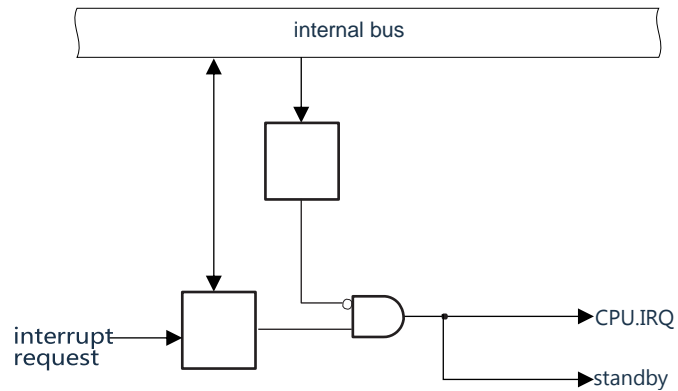 internal bus
interrupt
request
CPU.IRQ
standby